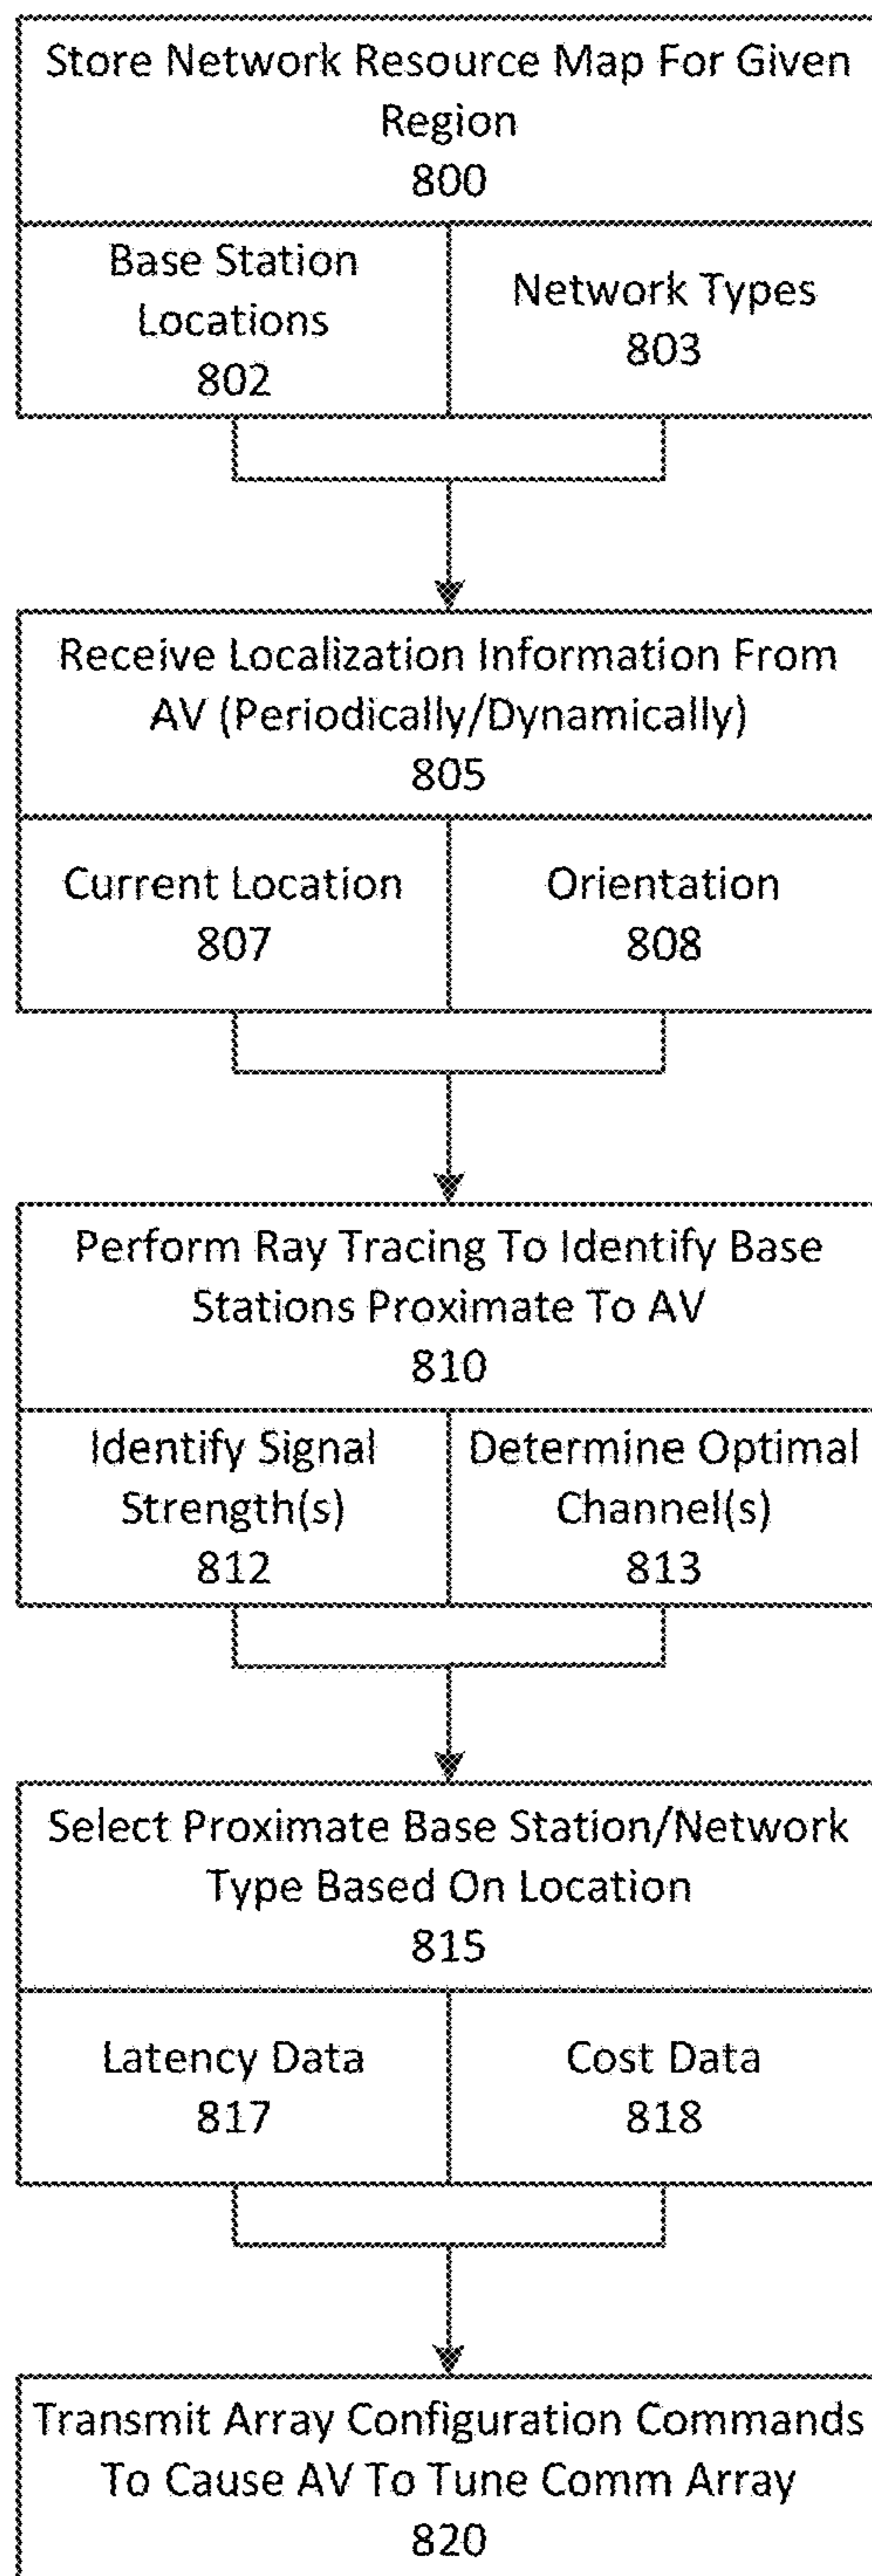 Store Network Resource Map For Given
Region
800
Base Station
Locations
802
Network Types
803
Receive Localization Information From
AV (Periodically/Dynamically)
805
Current Location
807
Orientation
808
Perform Ray Tracing To Identify Base
Stations Proximate To AV
810
Identify Signal
Strength(s)
812
Determine Optimal
Channel(s)
813
Select Proximate Base Station/Network
Type Based On Location
815
Latency Data
817
Cost Data
818
Transmit Array Configuration Commands
To Cause AV To Tune Comm Array
820